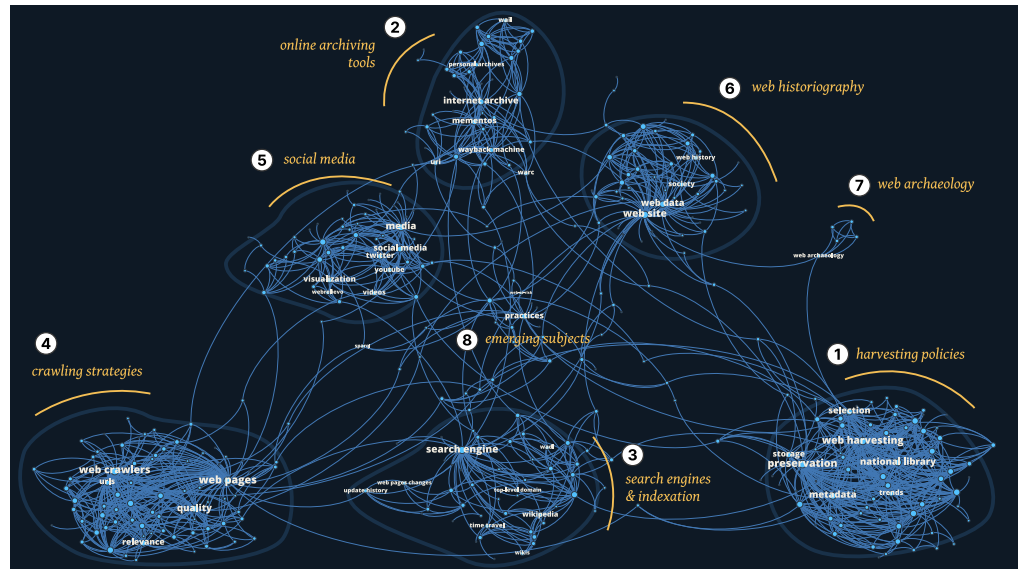 2
online archiving
tools
wail
personal archives
internet archive
mementos
wayback machine
uri
warc
6
web historiography
web history
society
web data
web site
7
web archaeology
web archaeology
5
social media
media
social media
twitter
youtube
visualization
videos
practices
8
emerging subjects
4
crawling strategies
web crawlers
urls
web pages
quality
relevance
search engine
web pages changes
update history
top-level domain
wikipedia
time travel
wikis
3
search engines
& indexation
1
harvesting policies
selection
web harvesting
storage
preservation
national library
metadata
trends